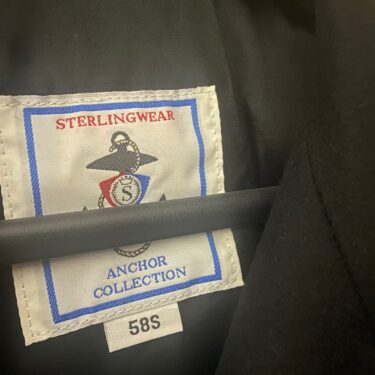 STERLINGWEAR
S
ANCHOR
COLLECTION
58S